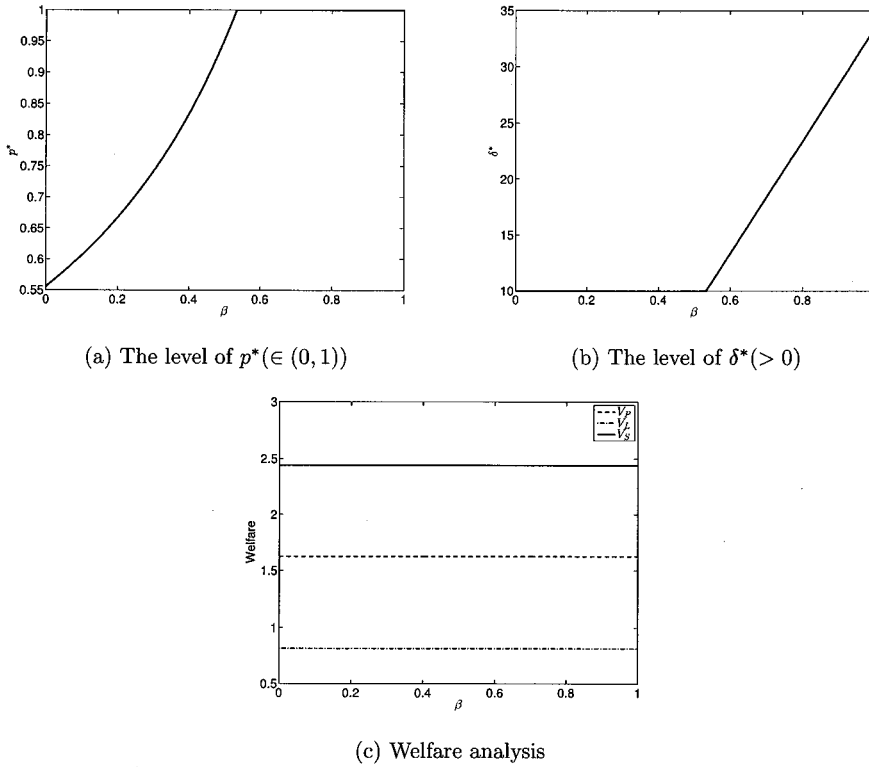 1
0.95
0.9
0.85
0.8
0.75
0.7
0.65
0.6
0.55
p*
0 0.2 0.4 0.6 0.8 1
β
(a) The level of p*(∈ (0, 1))
35
30
25
20
15
10
δ*
0 0.2 0.4 0.6 0.8
β
(b) The level of δ*(> 0)
3
2.5
2
1.5
1
0.5
Welfare
V_P
V_L
V_S
0 0.2 0.4 0.6 0.8 1
β
(c) Welfare analysis